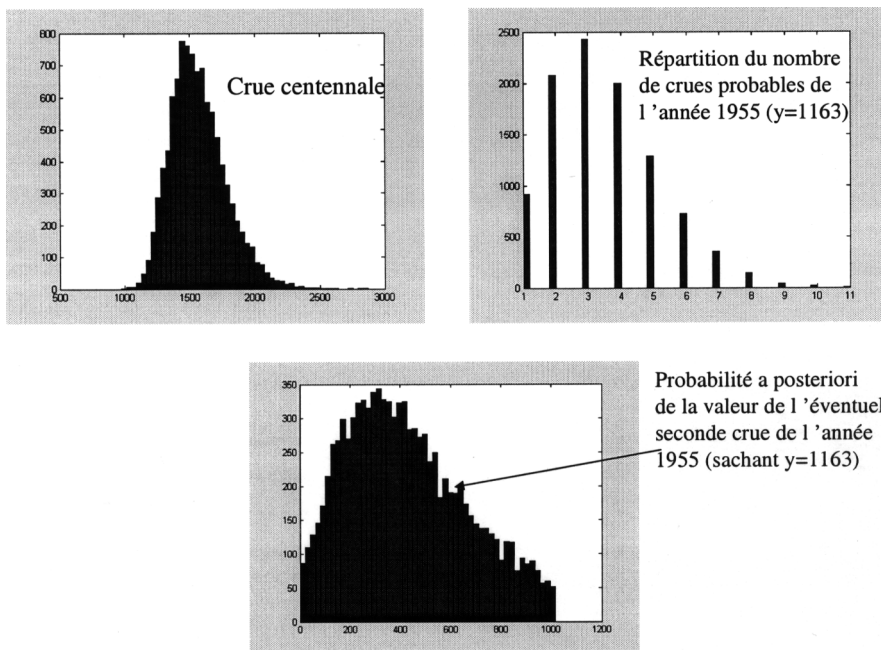 800
700
600
500
400
300
200
100
0
500 1000 1500 2000 2500 3000
Crue centennale
2500
2000
1500
1000
500
0
1 2 3 4 5 6 7 8 9 10 11
Répartition du nombre
de crues probables de
l ’année 1955 (y=1163)
350
300
250
200
150
100
50
0
0 200 400 600 800 1000 1200
Probabilité a posteriori
de la valeur de l ’éventuel
seconde crue de l ’année
1955 (sachant y=1163)